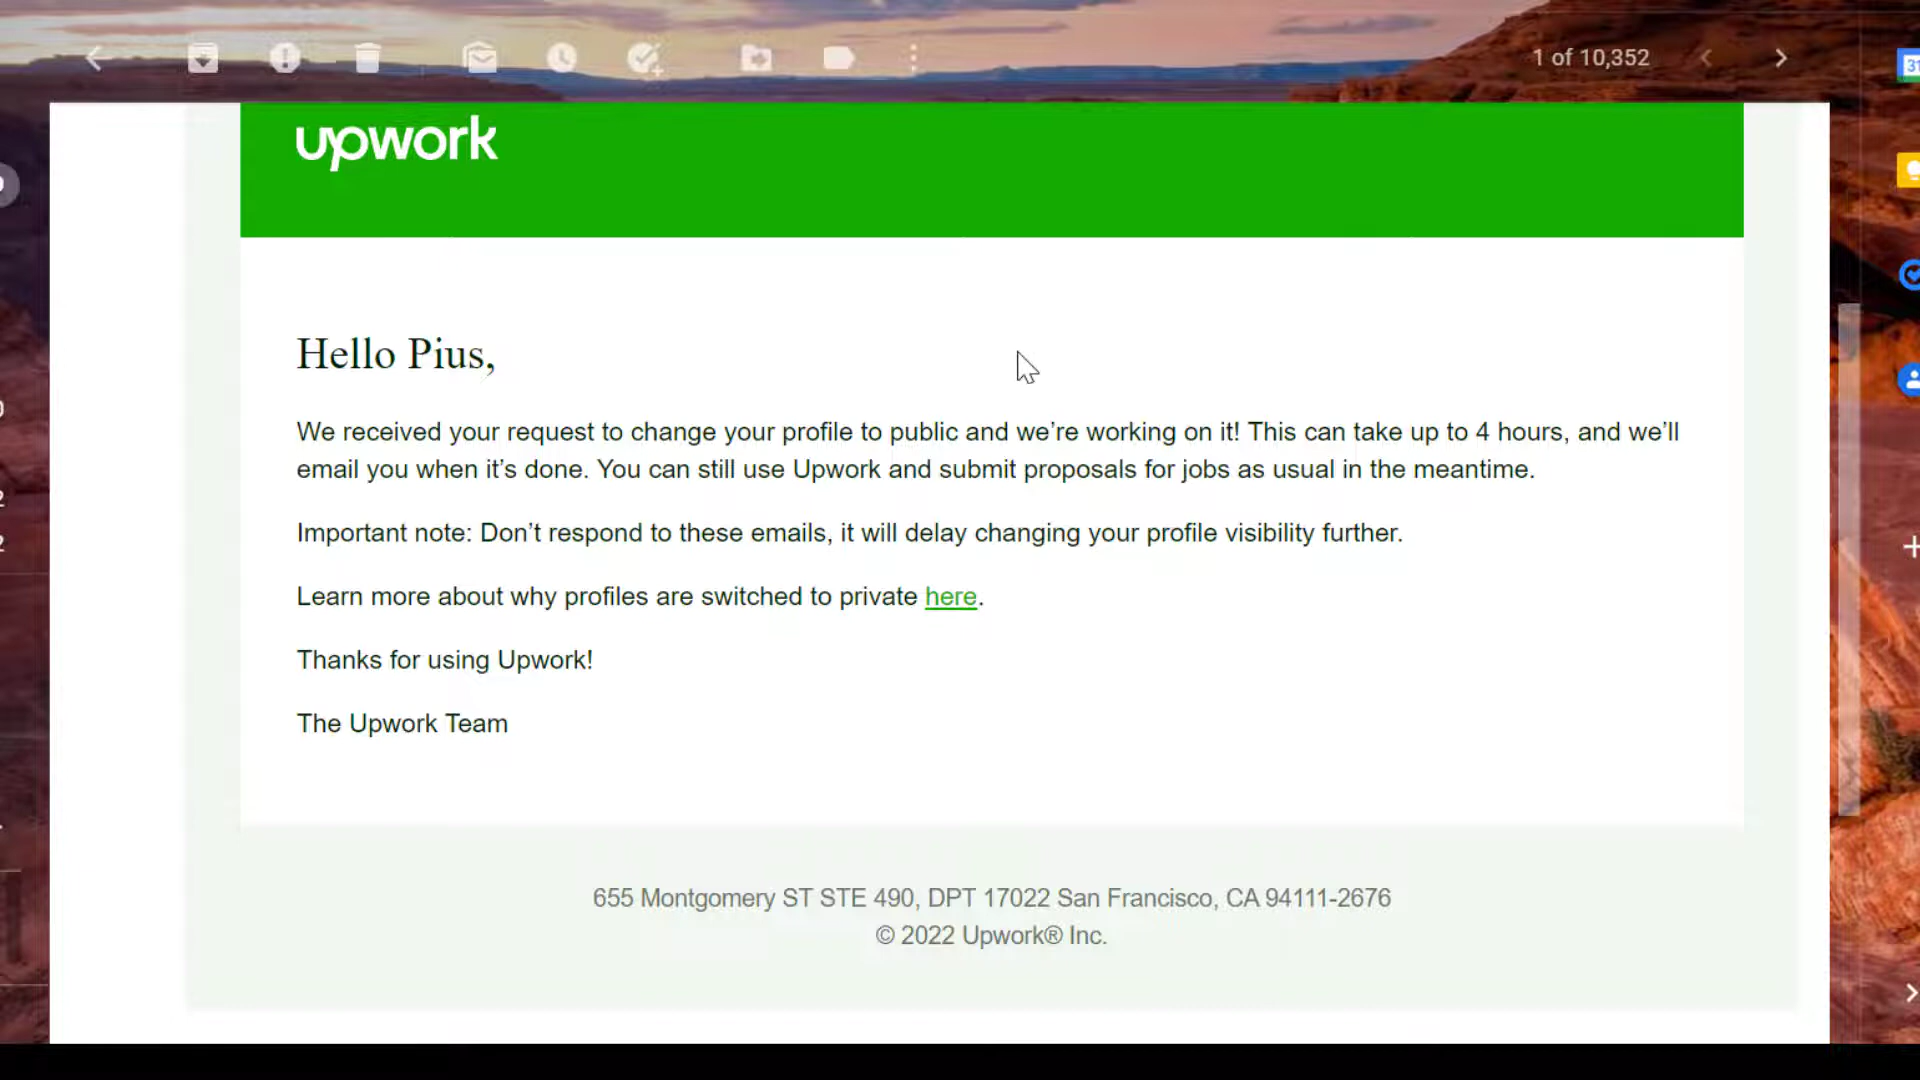 1 of 10,352
31
upwork
Hello Pius,
We received your request to change your profile to public and we’re working on it! This can take up to 4 hours, and we’ll
email you when it’s done. You can still use Upwork and submit proposals for jobs as usual in the meantime.
Important note: Don’t respond to these emails, it will delay changing your profile visibility further.
Learn more about why profiles are switched to private here.
Thanks for using Upwork!
The Upwork Team
655 Montgomery ST STE 490, DPT 17022 San Francisco, CA 94111-2676
© 2022 Upwork® Inc.